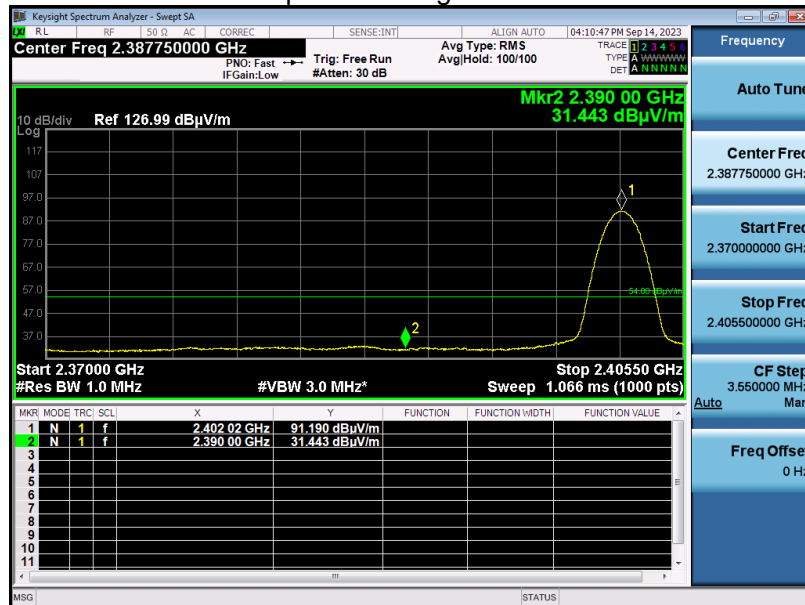 Keysight Spectrum Analyzer - Swept SA
LXI RL RF 50 Ω AC CORREC SENSE:INT ALIGN AUTO 04:10:47 PM Sep 14, 2023
Center Freq 2.387750000 GHz
PNO: Fast
IFGain:Low
Trig: Free Run
#Atten: 30 dB
Avg Type: RMS
Avg|Hold: 100/100
TRACE 1 2 3 4 5 6
TYPE A WWWWW
DET A N N N N N
Mkr2 2.390 00 GHz
31.443 dBµV/m
10 dB/div Ref 126.99 dBµV/m
Log
117
107
97.0
87.0
77.0
67.0
57.0
47.0
37.0
1
2
54.00 dBµV/m
Start 2.37000 GHz Stop 2.40550 GHz
#Res BW 1.0 MHz #VBW 3.0 MHz* Sweep 1.066 ms (1000 pts)
MKR MODE TRC SCL X Y FUNCTION FUNCTION WIDTH FUNCTION VALUE
1 N 1 f 2.402 02 GHz 91.190 dBµV/m
2 N 1 f 2.390 00 GHz 31.443 dBµV/m
3
4
5
6
7
8
9
10
11
MSG STATUS
Frequency
Auto Tune
Center Freq
2.387750000 GHz
Start Freq
2.370000000 GHz
Stop Freq
2.405500000 GHz
CF Step
3.550000 MHz
Auto Man
Freq Offset
0 Hz